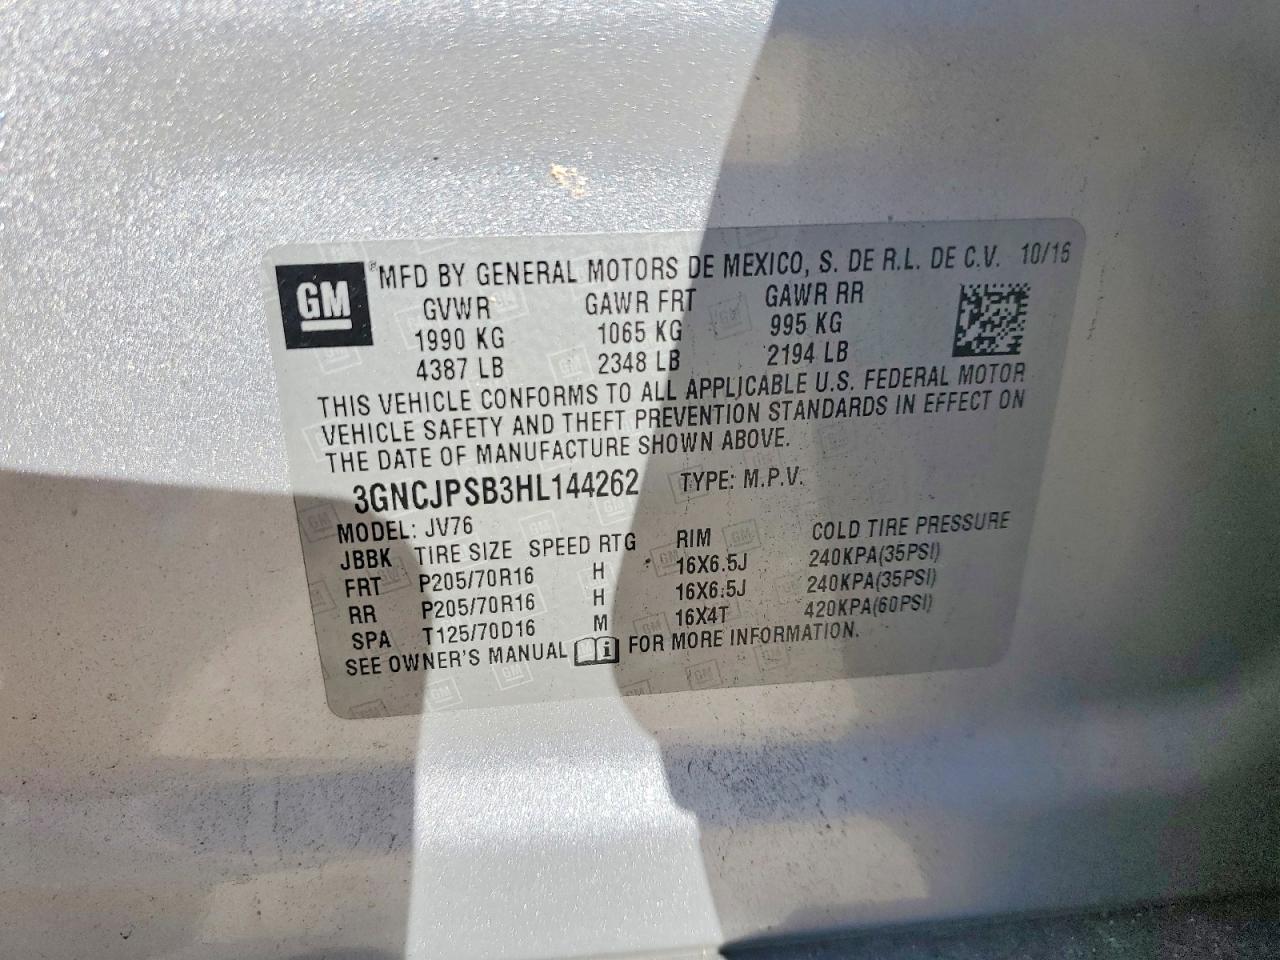 GM ® MFD BY GENERAL MOTORS DE MEXICO, S. DE R.L. DE C.V. 10/16
GVWR GAWR FRT GAWR RR
1990 KG 1065 KG 995 KG
4387 LB 2348 LB 2194 LB
THIS VEHICLE CONFORMS TO ALL APPLICABLE U.S. FEDERAL MOTOR
VEHICLE SAFETY AND THEFT PREVENTION STANDARDS IN EFFECT ON
THE DATE OF MANUFACTURE SHOWN ABOVE.
3GNCJPSB3HL144262 TYPE: M.P.V.
MODEL: JV76
JBBK TIRE SIZE SPEED RTG RIM COLD TIRE PRESSURE
FRT P205/70R16 H 16X6.5J 240KPA(35PSI)
RR P205/70R16 H 16X6.5J 240KPA(35PSI)
SPA T125/70D16 M 16X4T 420KPA(60PSI)
SEE OWNER'S MANUAL FOR MORE INFORMATION.